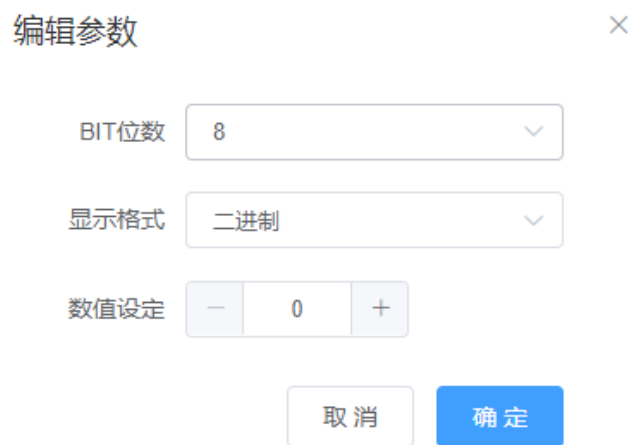 编辑参数
BIT位数 8
显示格式 二进制
数值设定 — 0 +
取消 确定